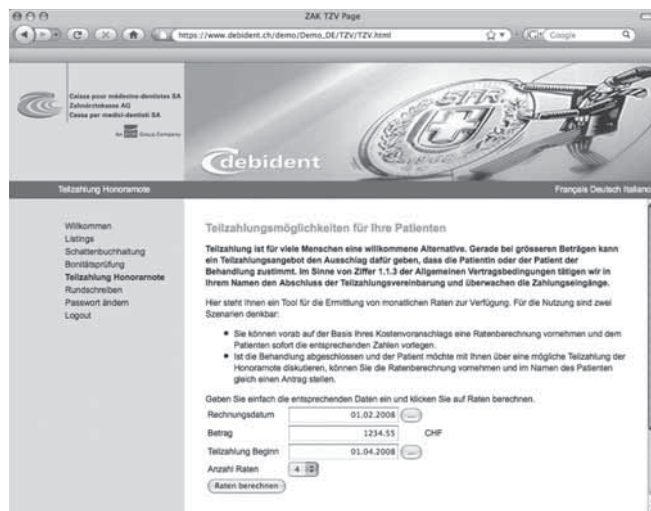 ZAK TZV Page
https://www.debident.ch/demo/Demo_DE/TZV/TZV.html
Google
Caisse pour médecins-dentistes SA
Zahnärztekasse AG
Cassa per medici-dentisti SA
An EOS Group Company
SFR
debident
Teilzahlung Honoramote
Français Deutsch Italiano
Willkommen
Listings
Schattenbuchhaltung
Bonitätsprüfung
Teilzahlung Honorarnote
Rundschreiben
Passwort ändern
Logout
Teilzahlungsmöglichkeiten für Ihre Patienten
Teilzahlung ist für viele Menschen eine willkommene Alternative. Gerade bei grösseren Beträgen kann
ein Teilzahlungsangebot den Ausschlag dafür geben, dass die Patientin oder der Patient der
Behandlung zustimmt. Im Sinne von Ziffer 1.1.3 der Allgemeinen Vertragsbedingungen tätigen wir in
Ihrem Namen den Abschluss der Teilzahlungsvereinbarung und überwachen die Zahlungseingänge.
Hier steht Ihnen ein Tool für die Ermittlung von monatlichen Raten zur Verfügung. Für die Nutzung sind zwei
Szenarien denkbar:
Sie können vorab auf der Basis Ihres Kostenvoranschlags eine Ratenberechnung vornehmen und dem
Patienten sofort die entsprechenden Zahlen vorlegen.
Ist die Behandlung abgeschlossen und der Patient möchte mit Ihnen über eine mögliche Teilzahlung der
Honorarnote diskutieren, können Sie die Ratenberechnung vornehmen und im Namen des Patienten
gleich einen Antrag stellen.
Geben Sie einfach die entsprechenden Daten ein und klicken Sie auf Raten berechnen.
Rechnungsdatum 01.02.2008 ...
Betrag 1234.55 CHF
Teilzahlung Beginn 01.04.2008 ...
Anzahl Raten 4
Raten berechnen